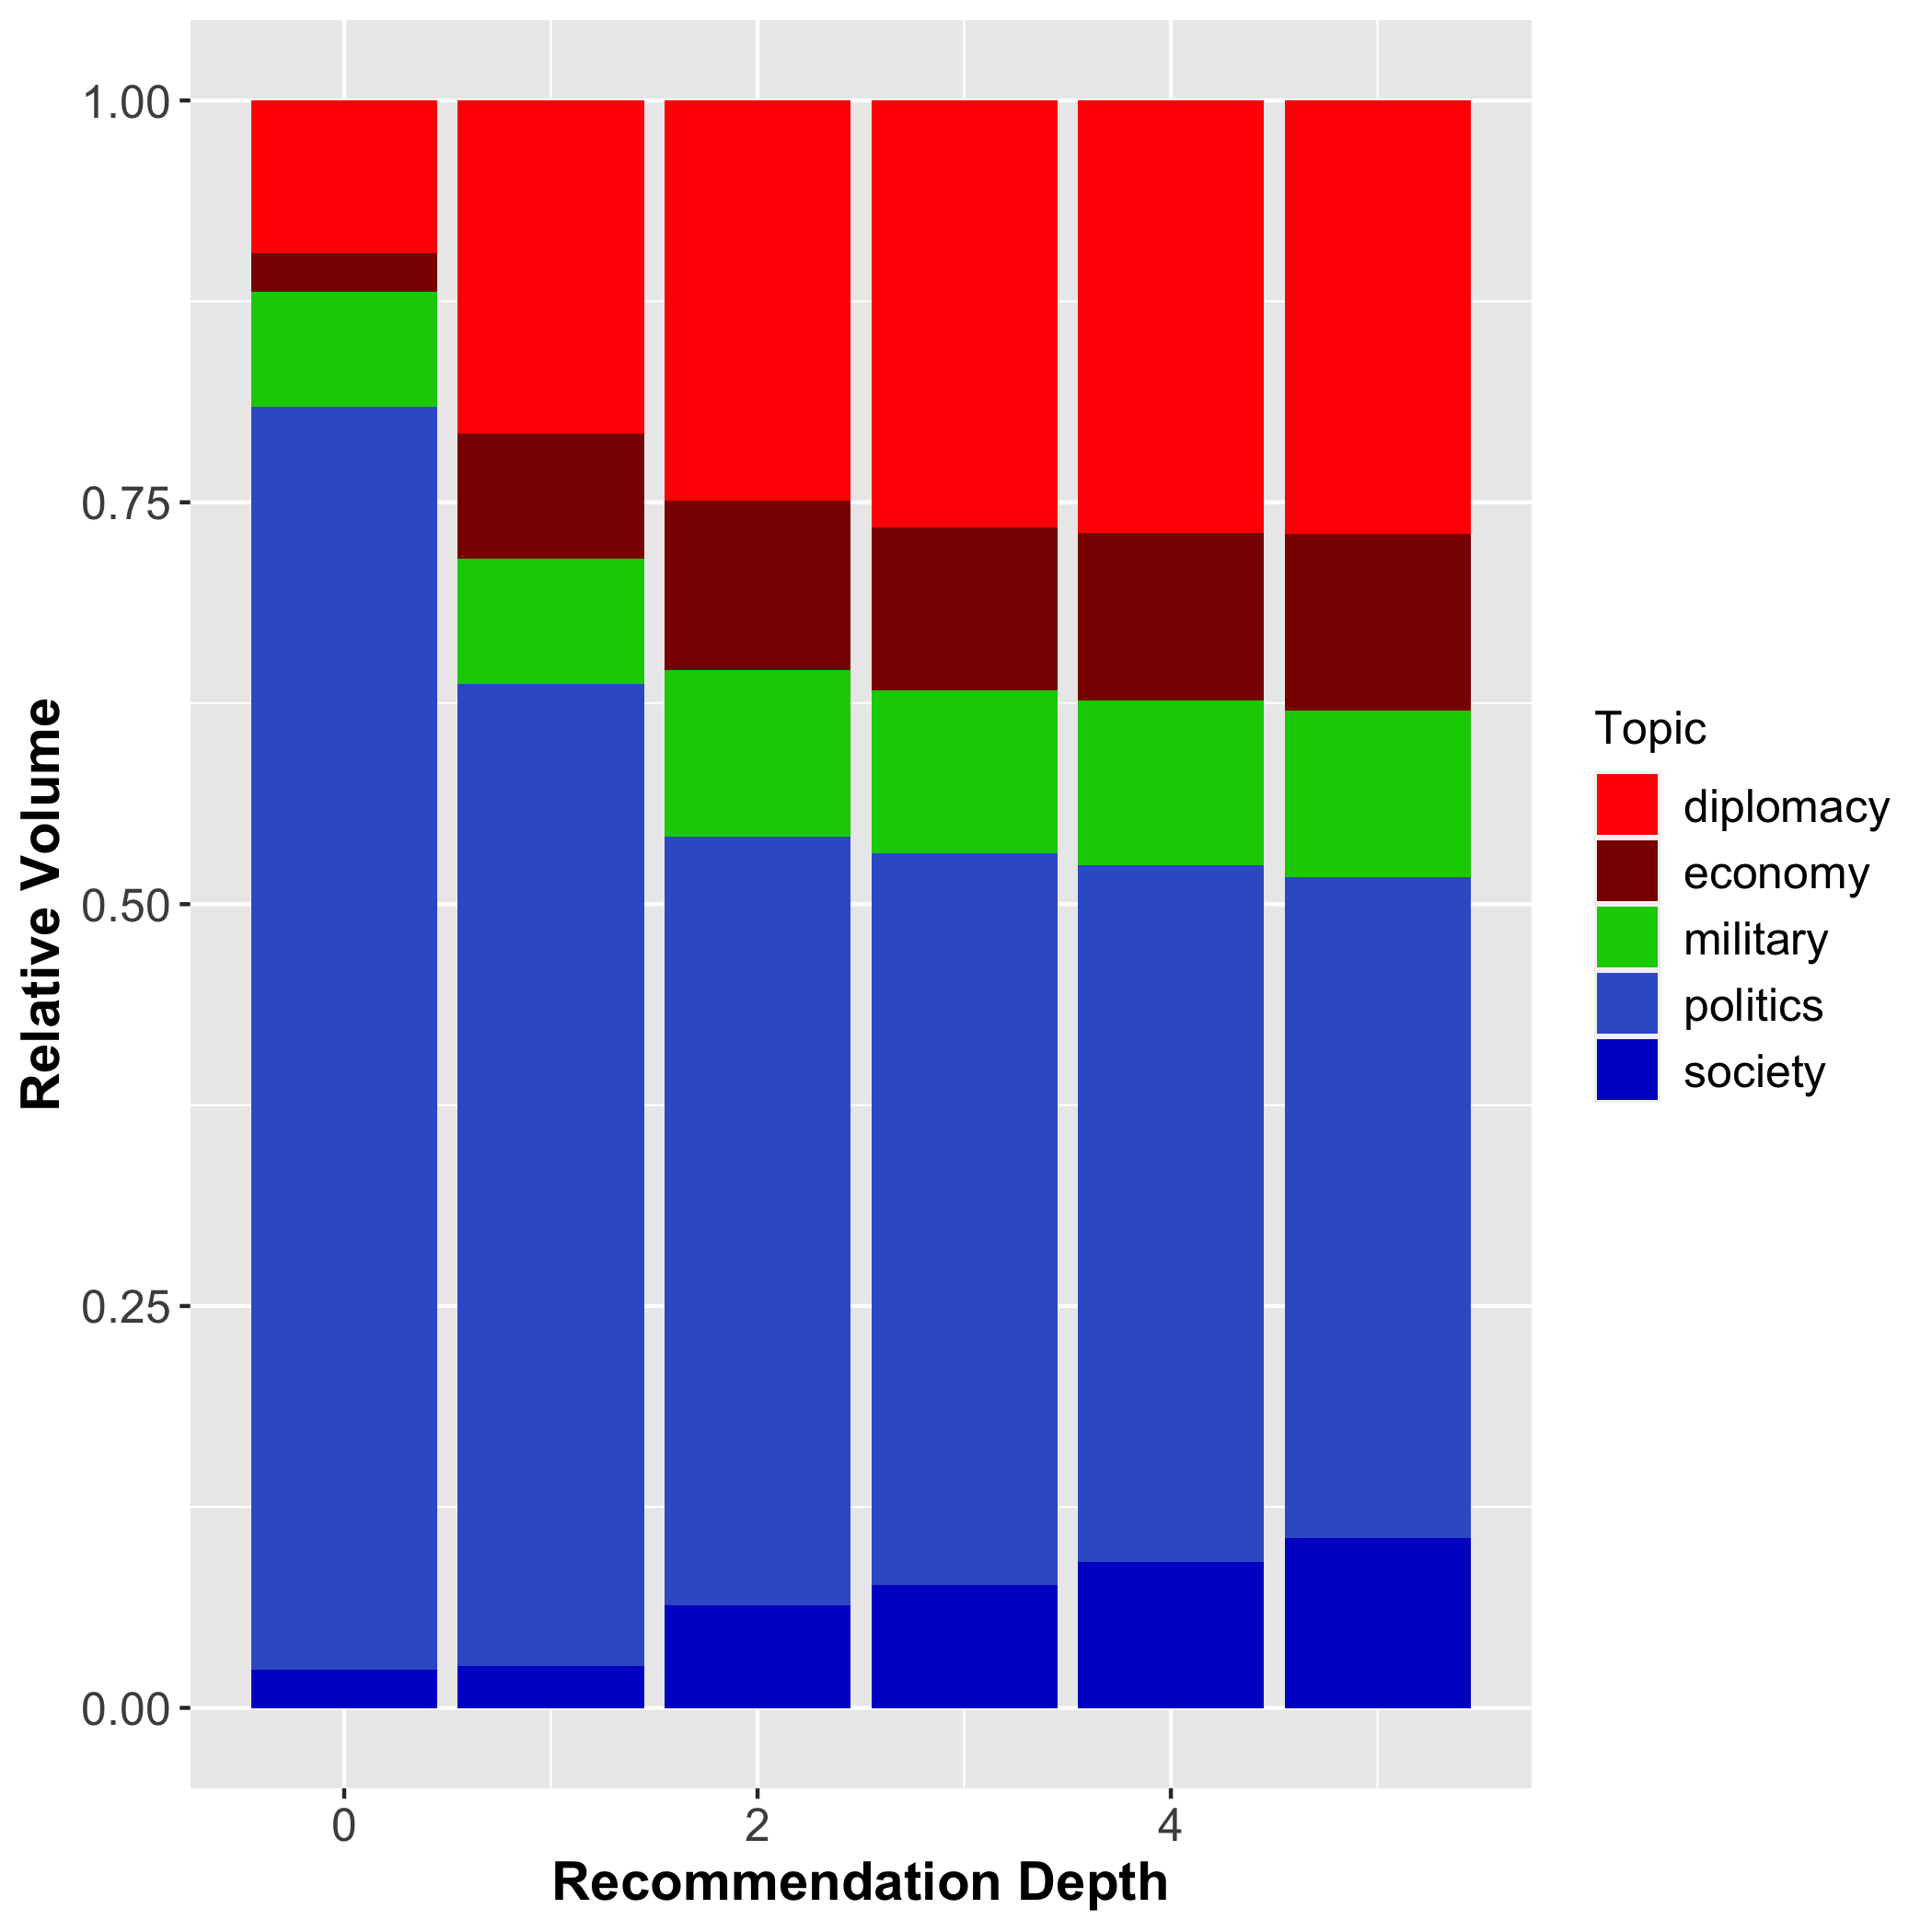 1.00
0.75
0.50
0.25
0.00
Relative Volume
0
2
4
Recommendation Depth
Topic
diplomacy
economy
military
politics
society